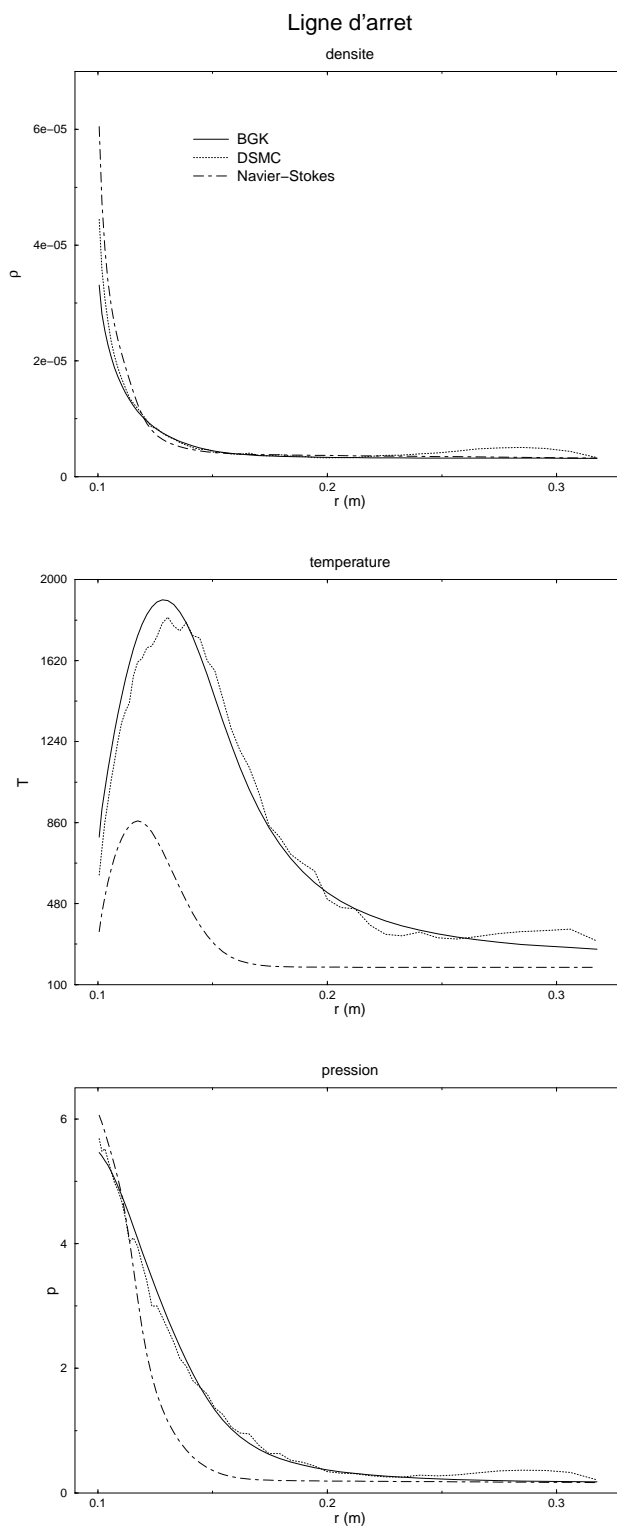 Ligne d'arret
densite
6e−05
BGK
DSMC
Navier−Stokes
4e−05
ρ
2e−05
0
0.1 0.2 0.3
r (m)
temperature
2000
1620
1240
T
860
480
100
0.1 0.2 0.3
r (m)
pression
6
4
p
2
0
0.1 0.2 0.3
r (m)